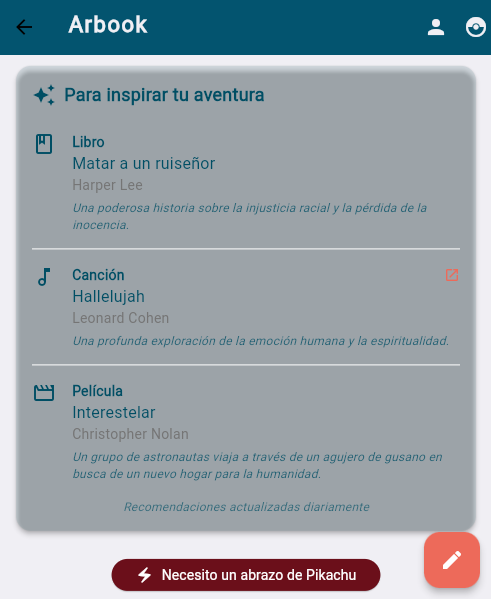 Arbook
Para inspirar tu aventura
Libro
Matar a un ruiseñor
Harper Lee
Una poderosa historia sobre la injusticia racial y la pérdida de la
inocencia.
Canción
Hallelujah
Leonard Cohen
Una profunda exploración de la emoción humana y la espiritualidad.
Película
Interestelar
Christopher Nolan
Un grupo de astronautas viaja a través de un agujero de gusano en
busca de un nuevo hogar para la humanidad.
Recomendaciones actualizadas diariamente
Necesito un abrazo de Pikachu